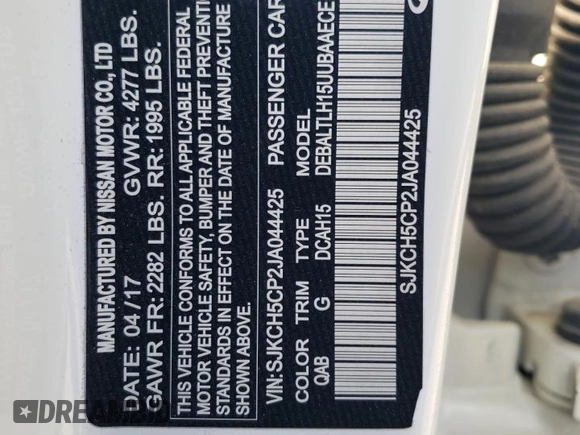 MANUFACTURED BY NISSAN MOTOR CO., LTD
DATE: 04/17 GVWR: 4277 LBS.
GAWR FR: 2282 LBS. RR: 1995 LBS.
THIS VEHICLE CONFORMS TO ALL APPLICABLE FEDERAL
MOTOR VEHICLE SAFETY, BUMPER AND THEFT PREVENTI
STANDARDS IN EFFECT ON THE DATE OF MANUFACTURE
SHOWN ABOVE.
VIN:SJKCH5CP2JA044425 PASSENGER CAR
COLOR TRIM TYPE MODEL
QAB G DCAH15 DEBALTLH15UUBAAECE
SJKCH5CP2JA044425
DREAM